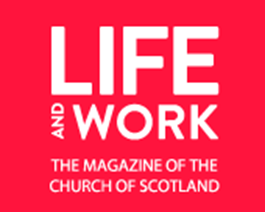 LIFE
AND WORK
THE MAGAZINE OF THE
CHURCH OF SCOTLAND